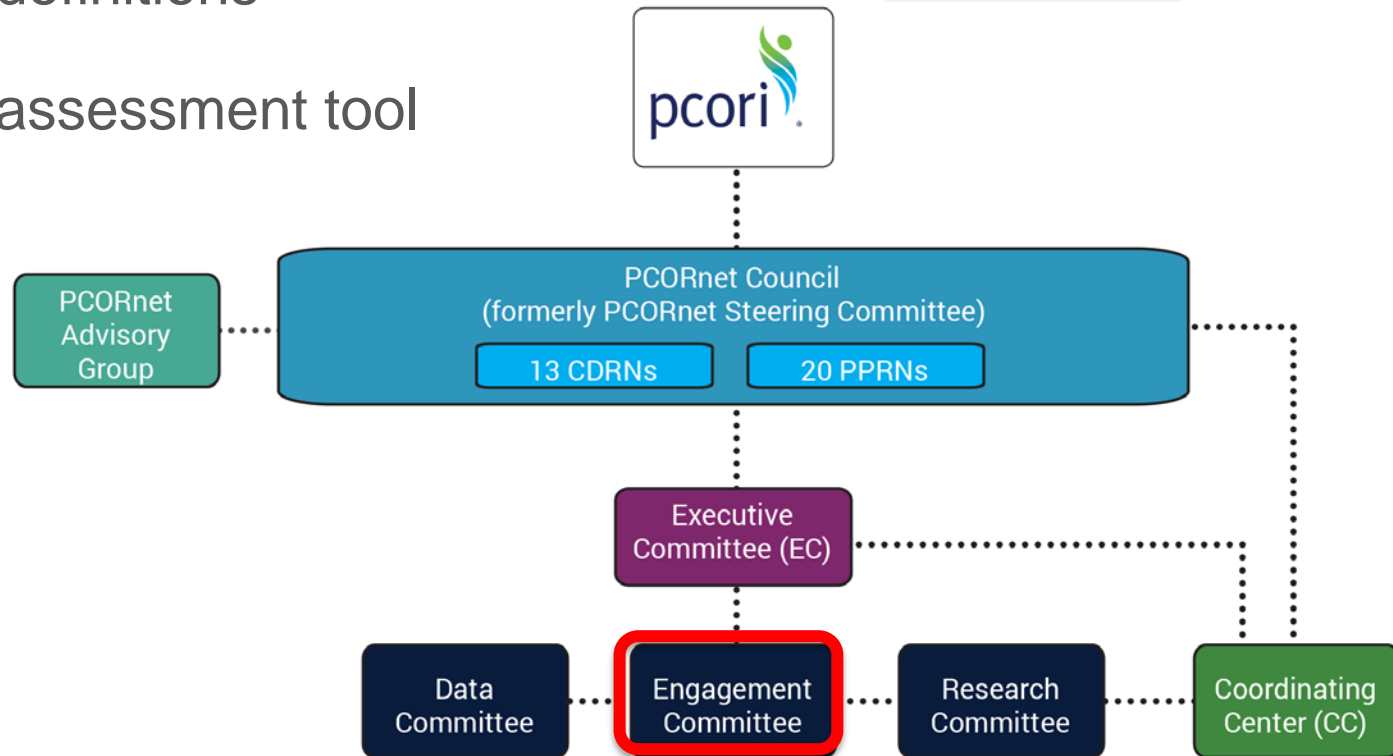 definitions
assessment tool
pcori
PCORnet Council
(formerly PCORnet Steering Committee)
13 CDRNs
20 PPRNs
PCORnet
Advisory
Group
Executive
Committee (EC)
Data
Committee
Engagement
Committee
Research
Committee
Coordinating
Center (CC)